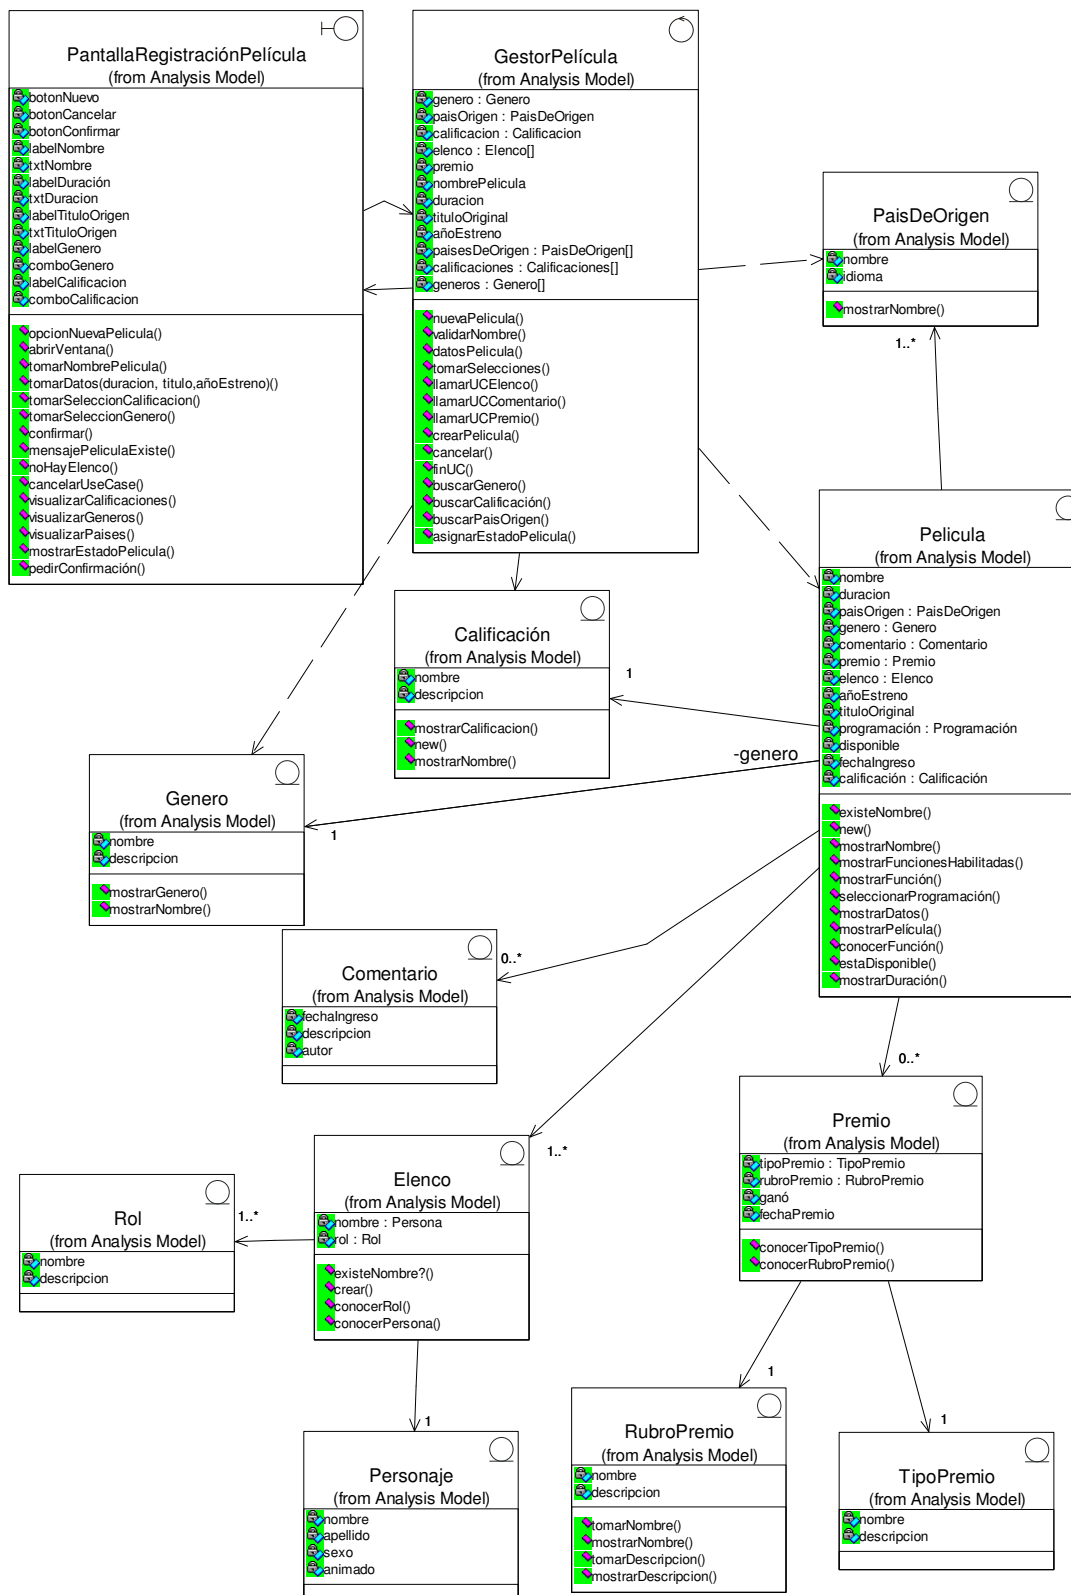 PantallaRegistraciónPelícula
(from Analysis Model)
botonNuevo
botonCancelar
botonConfirmar
labelNombre
txtNombre
labelDuración
txtDuracion
labelTituloOrigen
txtTituloOrigen
labelGenero
comboGenero
labelCalificacion
comboCalificacion
opcionNuevaPelicula()
abrirVentana()
tomarNombrePelicula()
tomarDatos(duracion, titulo,añoEstreno)()
tomarSeleccionCalificacion()
tomarSeleccionGenero()
confirmar()
mensajePeliculaExiste()
noHayElenco()
cancelarUseCase()
visualizarCalificaciones()
visualizarGeneros()
visualizarPaises()
mostrarEstadoPelicula()
pedirConfirmación()
GestorPelícula
(from Analysis Model)
genero : Genero
paisOrigen : PaisDeOrigen
calificacion : Calificacion
elenco : Elenco[]
premio
nombrePelicula
duracion
tituloOriginal
añoEstreno
paisesDeOrigen : PaisDeOrigen[]
calificaciones : Calificaciones[]
generos : Genero[]
nuevaPelicula()
validarNombre()
datosPelicula()
tomarSelecciones()
llamarUCElenco()
llamarUCComentario()
llamarUCPremio()
crearPelicula()
cancelar()
finUC()
buscarGenero()
buscarCalificación()
buscarPaisOrigen()
asignarEstadoPelicula()
PaisDeOrigen
(from Analysis Model)
nombre
idioma
mostrarNombre()
1..*
Pelicula
(from Analysis Model)
nombre
duracion
paisOrigen : PaisDeOrigen
genero : Genero
comentario : Comentario
premio : Premio
elenco : Elenco
añoEstreno
tituloOriginal
programación : Programación
disponible
fechaIngreso
calificación : Calificación
existeNombre()
new()
mostrarNombre()
mostrarFuncionesHabilitadas()
mostrarFunción()
seleccionarProgramación()
mostrarDatos()
mostrarPelícula()
conocerFunción()
estaDisponible()
mostrarDuración()
Calificación
(from Analysis Model)
nombre
descripcion
mostrarCalificacion()
new()
mostrarNombre()
1
-genero
1
Genero
(from Analysis Model)
nombre
descripcion
mostrarGenero()
mostrarNombre()
Comentario
(from Analysis Model)
fechaIngreso
descripcion
autor
0..*
0..*
Premio
(from Analysis Model)
tipoPremio : TipoPremio
rubroPremio : RubroPremio
ganó
fechaPremio
conocerTipoPremio()
conocerRubroPremio()
1..*
Elenco
(from Analysis Model)
nombre : Persona
rol : Rol
existeNombre?()
crear()
conocerRol()
conocerPersona()
1..*
Rol
(from Analysis Model)
nombre
descripcion
1
Personaje
(from Analysis Model)
nombre
apellido
sexo
animado
1
RubroPremio
(from Analysis Model)
nombre
descripcion
tomarNombre()
mostrarNombre()
tomarDescripcion()
mostrarDescripcion()
1
TipoPremio
(from Analysis Model)
nombre
descripcion